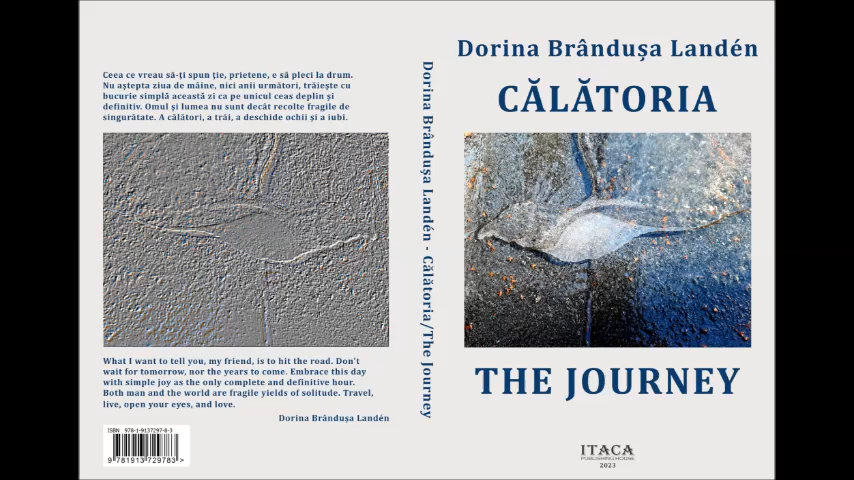 Ceea ce vreau să-ți spun ție, prietene, e să pleci la drum.
Nu aștepta ziua de mâine, nici anii următori, trăiește cu
bucurie simplă această zi ca pe unicul ceas deplin și
definitiv. Omul și lumea nu sunt decât recolte fragile de
singurătate. A călători, a trăi, a deschide ochii și a iubi.
What I want to tell you, my friend, is to hit the road. Don't
wait for tomorrow, nor the years to come. Embrace this day
with simple joy as the only complete and definitive hour.
Both man and the world are fragile yields of solitude. Travel,
live, open your eyes, and love.
Dorina Brândușa Landén
ISBN 978-1-9137297-8-3
9 781913 729783 >
Dorina Brândușa Landén - Călătoria/The Journey
Dorina Brândușa Landén
CĂLĂTORIA
THE JOURNEY
ITACA
PUBLISHING HOUSE
2023